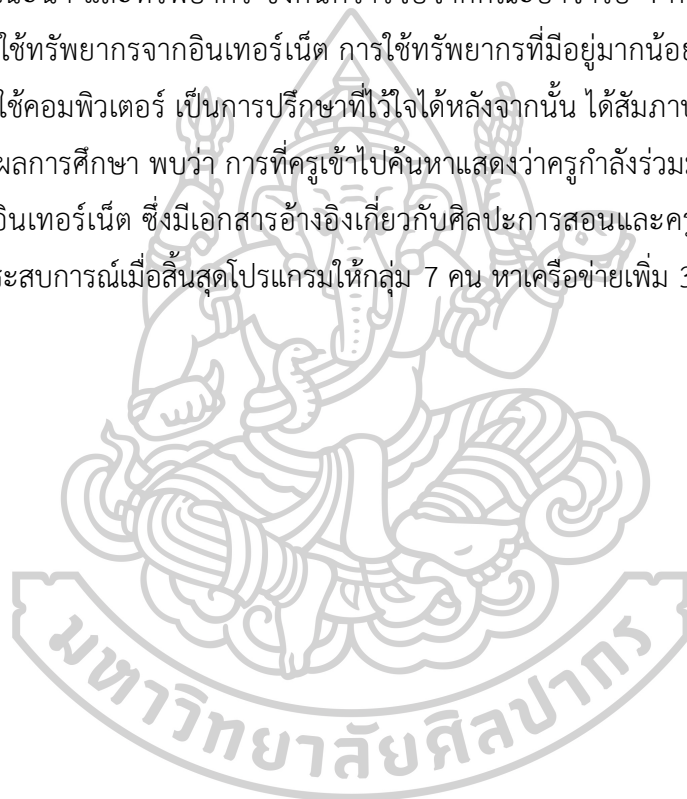 ใช้ทรัพยากรจากอินเทอร์เน็ต การใช้ทรัพยากรที่มีอยู่มากน้อย
ใช้คอมพิวเตอร์ เป็นการปรึกษาที่ไว้ใจได้หลังจากนั้น ได้สัมภาษ
ผลการศึกษา พบว่า การที่ครูเข้าไปค้นหาแสดงว่าครูกำลังร่วม
อินเทอร์เน็ต ซึ่งมีเอกสารอ้างอิงเกี่ยวกับศิลปะการสอนและครู
ระสบการณ์เมื่อสิ้นสุดโปรแกรมให้กลุ่ม 7 คน หาเครือข่ายเพิ่ม 3
มหาวิทยาลัยศิลปากร